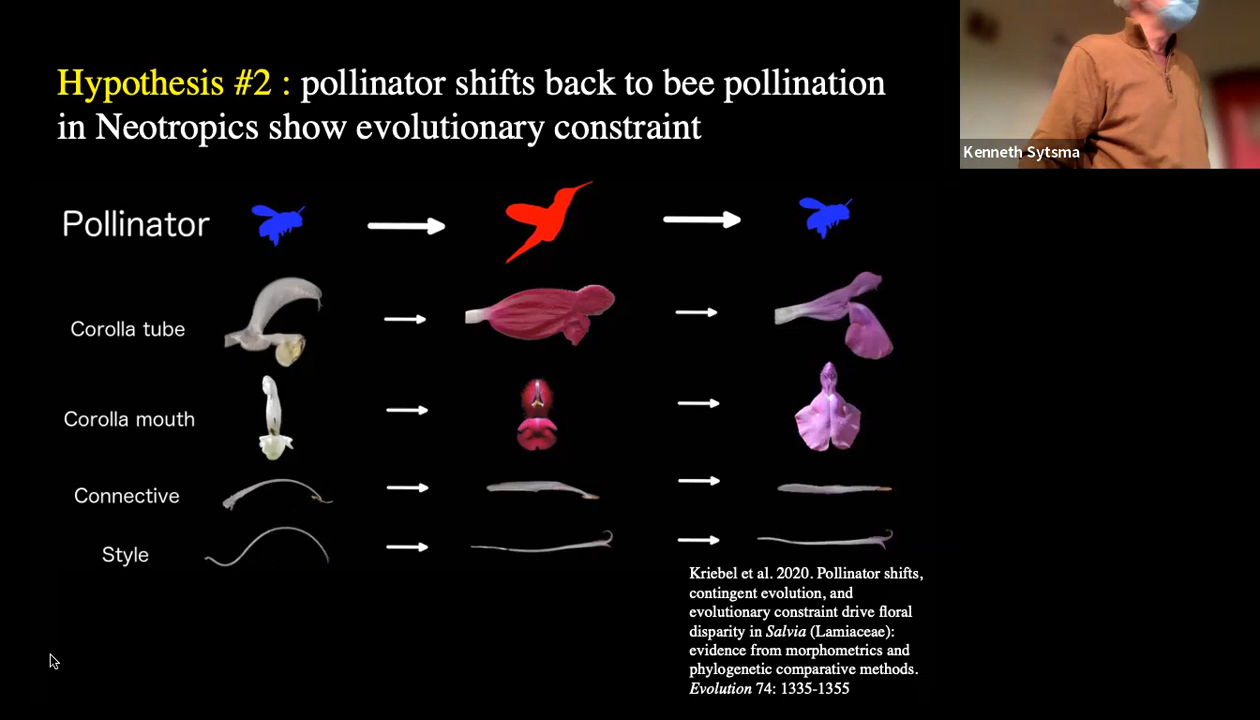 Hypothesis #2 : pollinator shifts back to bee pollination
in Neotropics show evolutionary constraint
Kenneth Sytsma
Pollinator
Corolla tube
Corolla mouth
Connective
Style
Kriebel et al. 2020. Pollinator shifts,
contingent evolution, and
evolutionary constraint drive floral
disparity in Salvia (Lamiaceae):
evidence from morphometrics and
phylogenetic comparative methods.
Evolution 74: 1335-1355